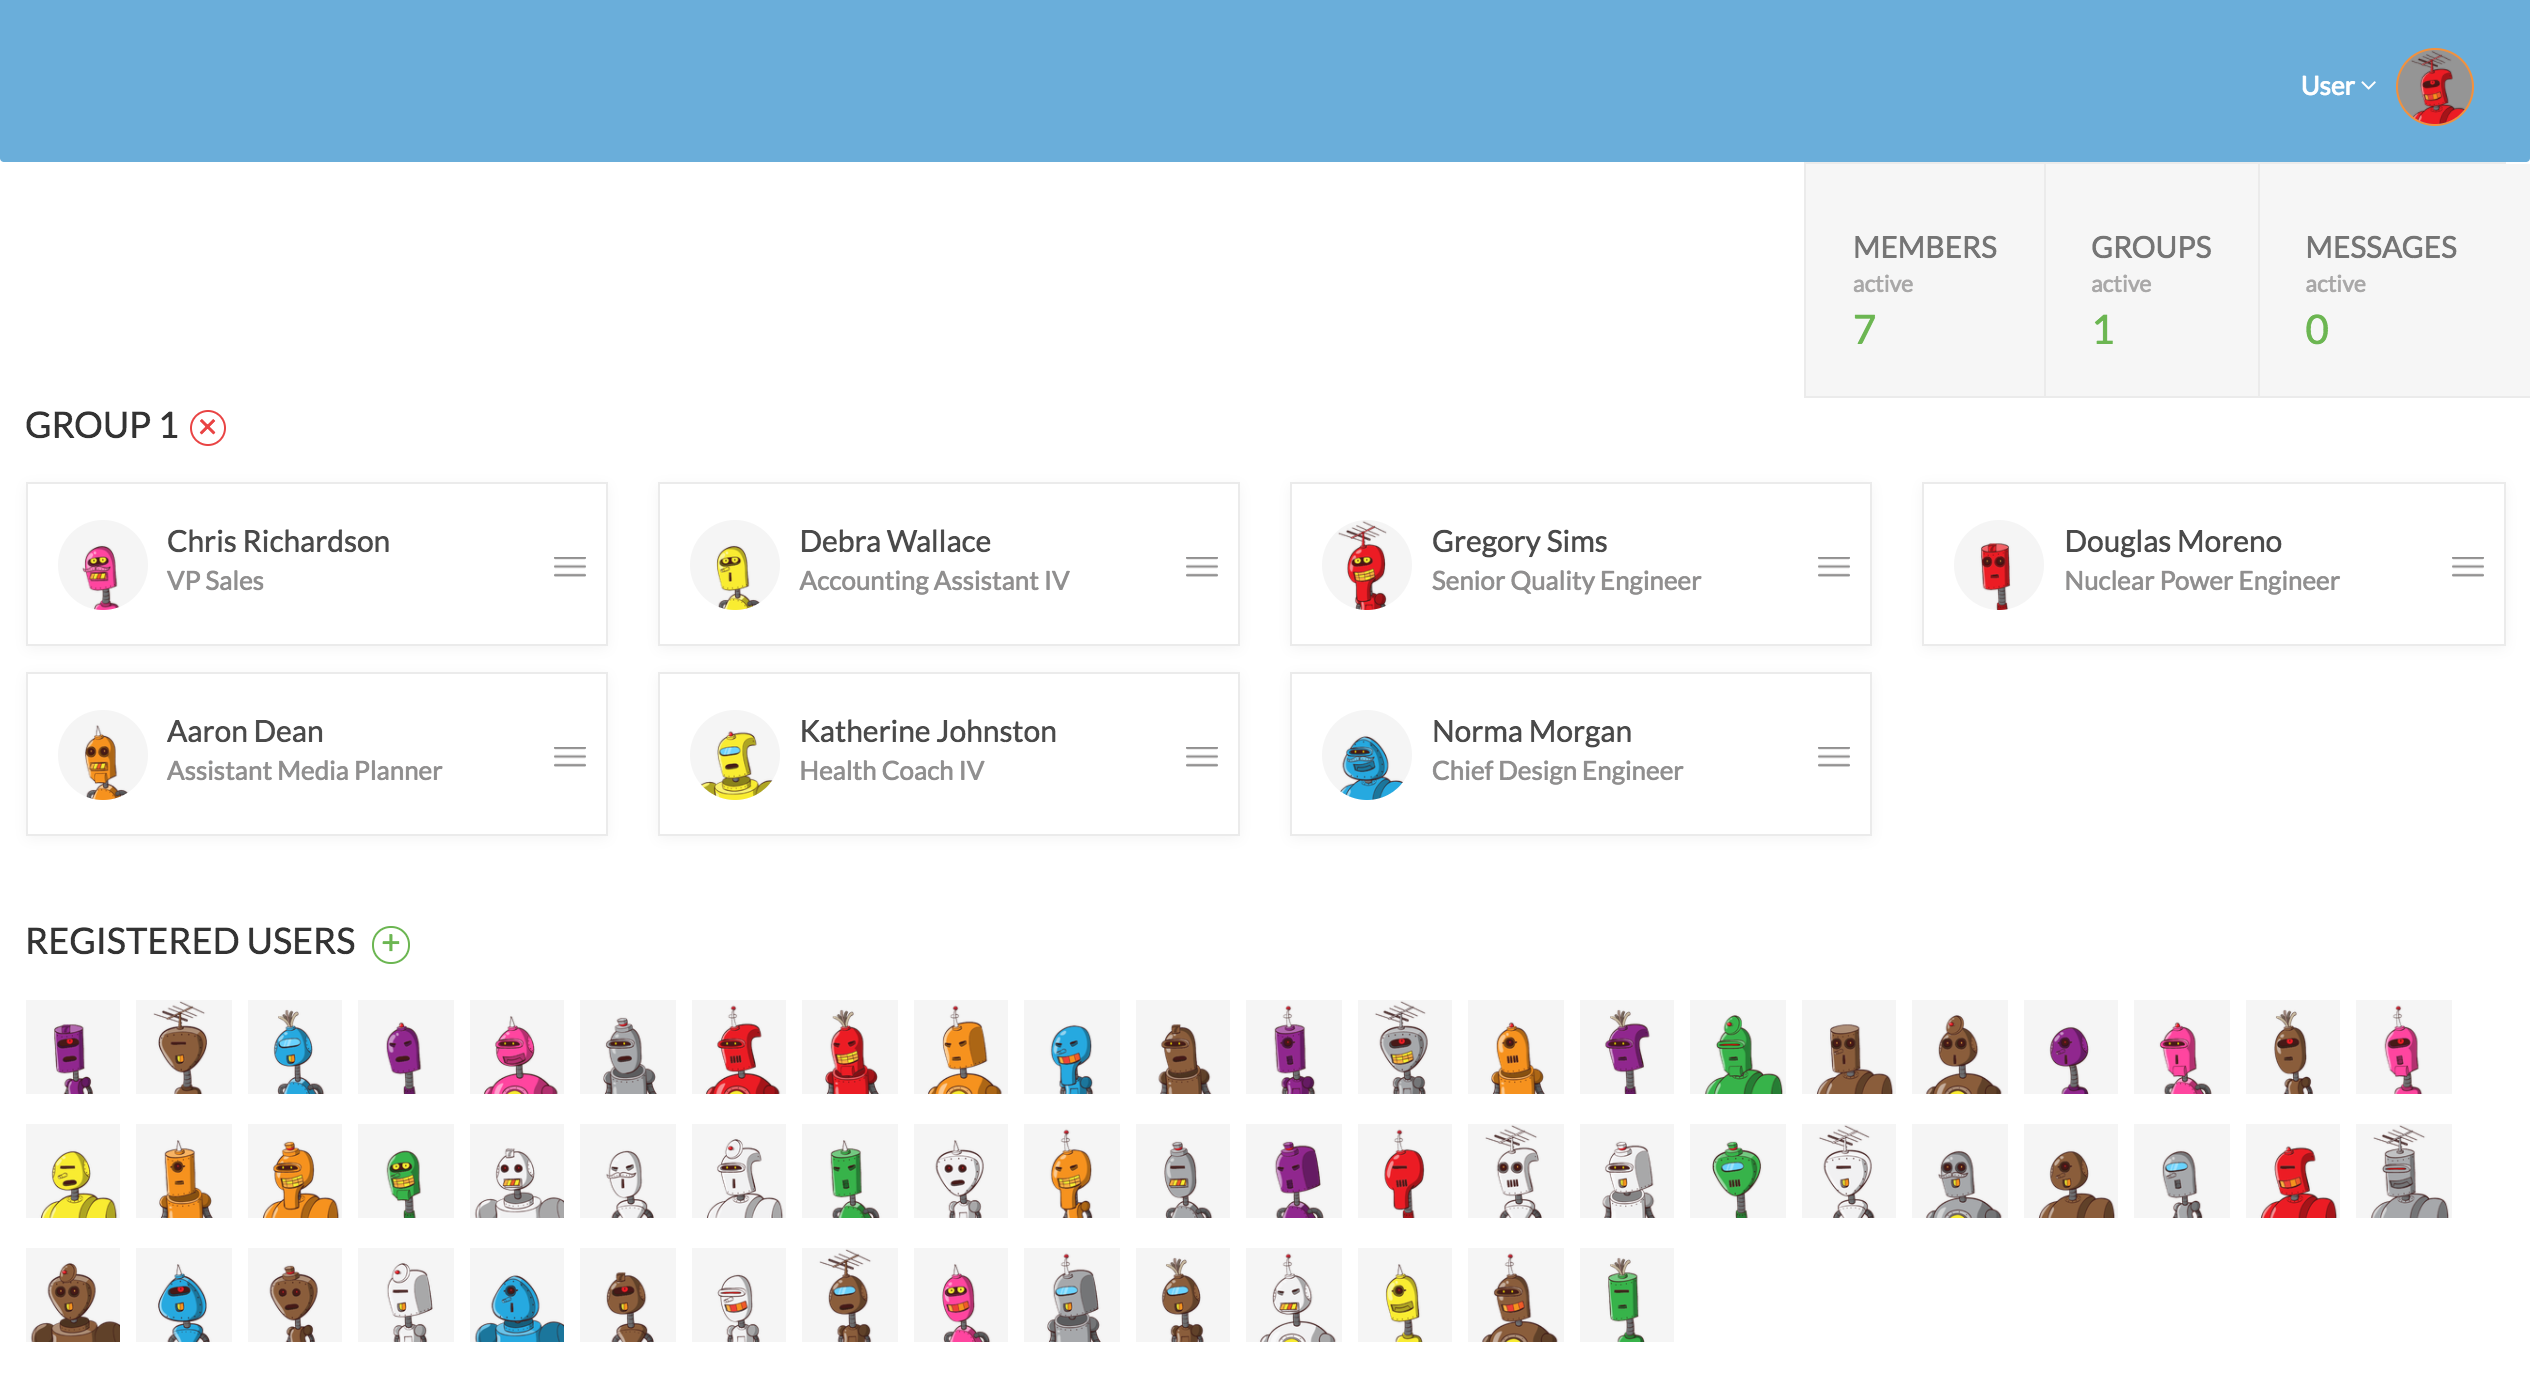 User
MEMBERS
active
7
GROUPS
active
1
MESSAGES
active
0
GROUP 1
Chris Richardson
VP Sales
Debra Wallace
Accounting Assistant IV
Gregory Sims
Senior Quality Engineer
Douglas Moreno
Nuclear Power Engineer
Aaron Dean
Assistant Media Planner
Katherine Johnston
Health Coach IV
Norma Morgan
Chief Design Engineer
REGISTERED USERS